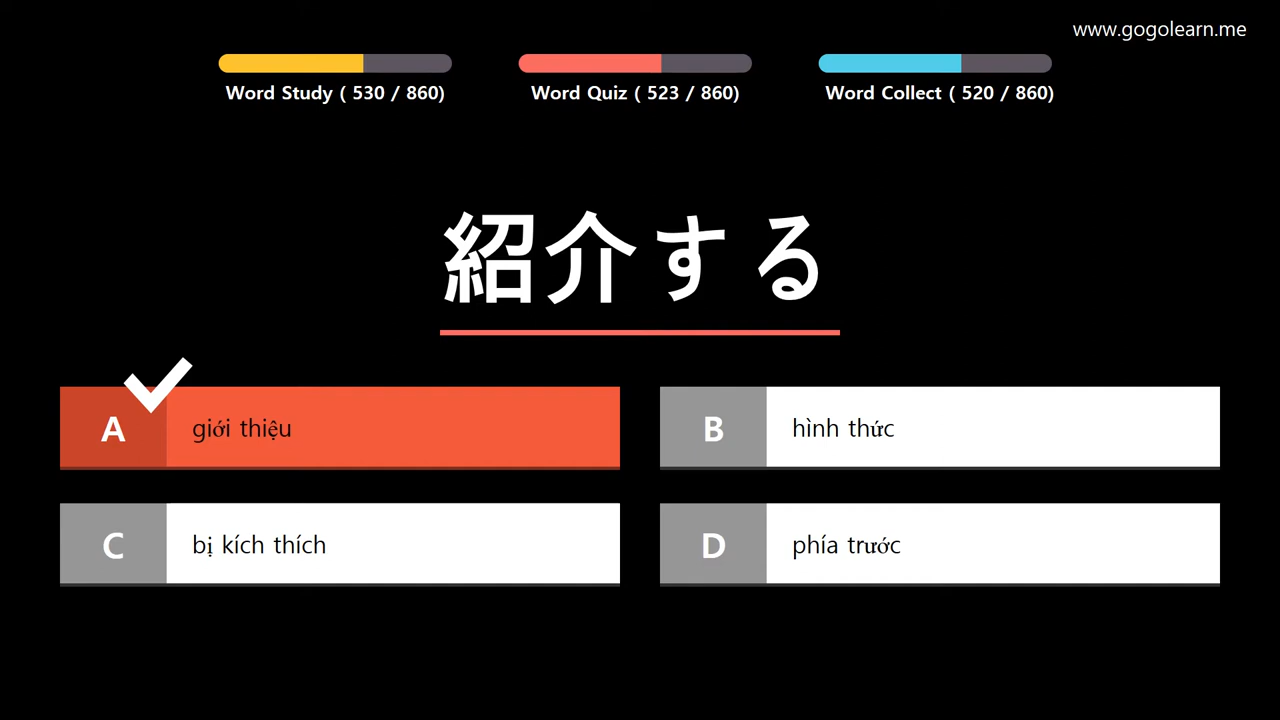 www.gogolearn.me
Word Study ( 530 / 860)
Word Quiz ( 523 / 860)
Word Collect ( 520 / 860)
紹介する
A
giới thiệu
B
hình thức
C
bị kích thích
D
phía trước